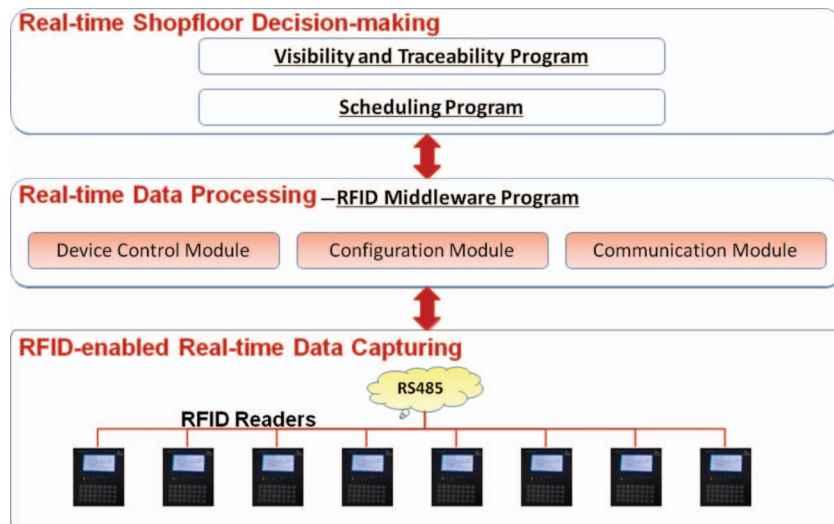 Real-time Shopfloor Decision-making
Visibility and Traceability Program
Scheduling Program
Real-time Data Processing –RFID Middleware Program
Device Control Module
Configuration Module
Communication Module
RFID-enabled Real-time Data Capturing
RS485
RFID Readers